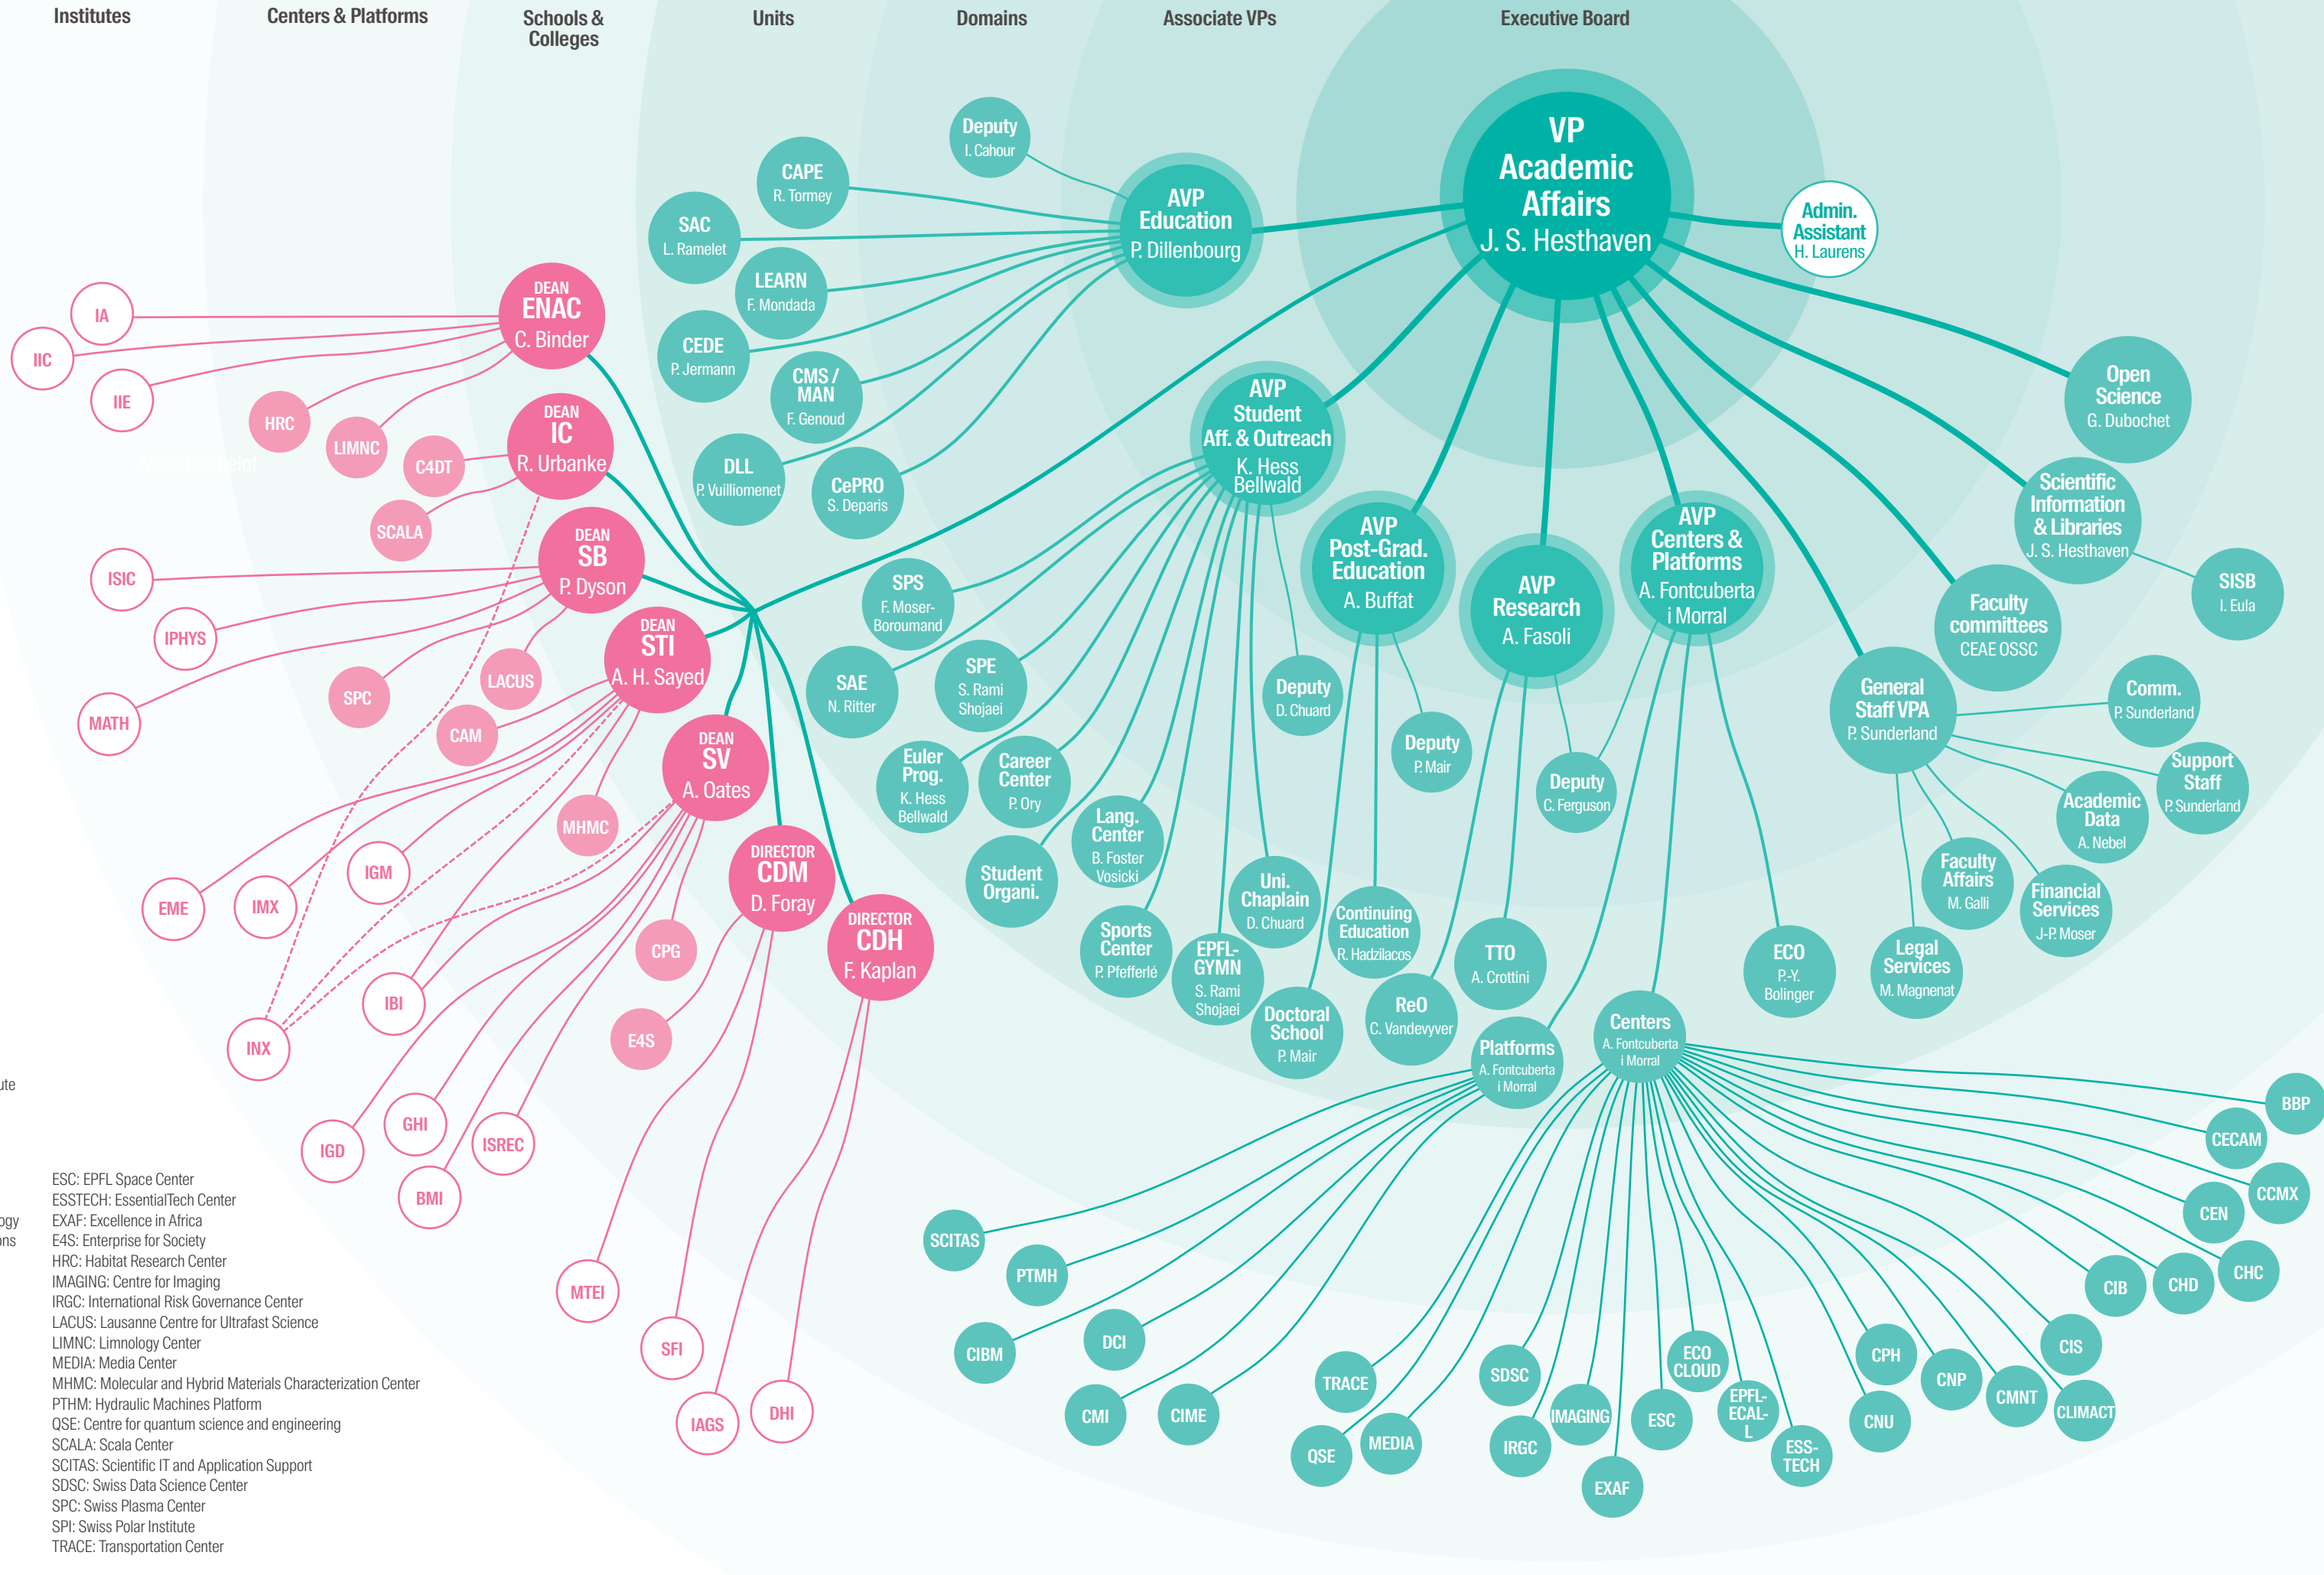 Institutes
Centers & Platforms
Schools &
Colleges
Units
Domains
Associate VPs
Executive Board
VP
Academic
Affairs
J. S. Hesthaven
Admin.
Assistant
H. Laurens
AVP
Education
P. Dillenbourg
Deputy
I. Cahour
CAPE
R. Tormey
SAC
L. Ramelet
LEARN
F. Mondada
CEDE
P. Jermann
CMS /
MAN
F. Genoud
DLL
P. Vuilliomenet
CePRO
S. Deparis
AVP
Student
Aff. & Outreach
K. Hess
Bellwald
SPS
F. Moser-
Boroumand
SAE
N. Ritter
SPE
S. Rami
Shojaei
Euler
Prog.
K. Hess
Bellwald
Career
Center
P. Ory
Student
Organi.
Lang.
Center
B. Foster
Vosicki
Sports
Center
P. Pfefferlé
EPFL-
GYMN
S. Rami
Shojaei
Uni.
Chaplain
D. Chuard
Deputy
D. Chuard
AVP
Post-Grad.
Education
A. Buffat
Deputy
P. Mair
Continuing
Education
R. Hadzilacos
Doctoral
School
P. Mair
AVP
Research
A. Fasoli
Deputy
C. Ferguson
TTO
A. Crottini
ReO
C. Vandevyver
AVP
Centers &
Platforms
A. Fontcuberta
i Morral
ECO
P.-Y.
Bolinger
Platforms
A. Fontcuberta
i Morral
Centers
A. Fontcuberta
i Morral
Open
Science
G. Dubochet
Scientific
Information
& Libraries
J. S. Hesthaven
SISB
I. Eula
Faculty
committees
CEAE OSSC
General
Staff VPA
P. Sunderland
Comm.
P. Sunderland
Support
Staff
P. Sunderland
Academic
Data
A. Nebel
Financial
Services
J-P. Moser
Faculty
Affairs
M. Galli
Legal
Services
M. Magnenat
DEAN
ENAC
C. Binder
IA
IIC
IIE
HRC
LIMNC
DEAN
IC
R. Urbanke
C4DT
SCALA
DEAN
SB
P. Dyson
ISIC
IPHYS
MATH
SPC
LACUS
DEAN
STI
A. H. Sayed
CAM
MHMC
EME
IMX
IGM
IBI
INX
DEAN
SV
A. Oates
CPG
IGD
GHI
BMI
ISREC
DIRECTOR
CDM
D. Foray
E4S
MTEI
SFI
DIRECTOR
CDH
F. Kaplan
IAGS
DHI
SCITAS
PTMH
CIBM
DCI
CMI
CIME
TRACE
QSE
MEDIA
SDSC
IRGC
IMAGING
EXAF
ESC
ECO
CLOUD
EPFL-
ECAL-
L
ESS-
TECH
CNU
CPH
CNP
CMNT
CLIMACT
CIS
CIB
CHD
CHC
CEN
CCMX
CECAM
BBP
ute
ogy
ons
ESC: EPFL Space Center
ESSTECH: EssentialTech Center
EXAF: Excellence in Africa
E4S: Enterprise for Society
HRC: Habitat Research Center
IMAGING: Centre for Imaging
IRGC: International Risk Governance Center
LACUS: Lausanne Centre for Ultrafast Science
LIMNC: Limnology Center
MEDIA: Media Center
MHMC: Molecular and Hybrid Materials Characterization Center
PTHM: Hydraulic Machines Platform
QSE: Centre for quantum science and engineering
SCALA: Scala Center
SCITAS: Scientific IT and Application Support
SDSC: Swiss Data Science Center
SPC: Swiss Plasma Center
SPI: Swiss Polar Institute
TRACE: Transportation Center